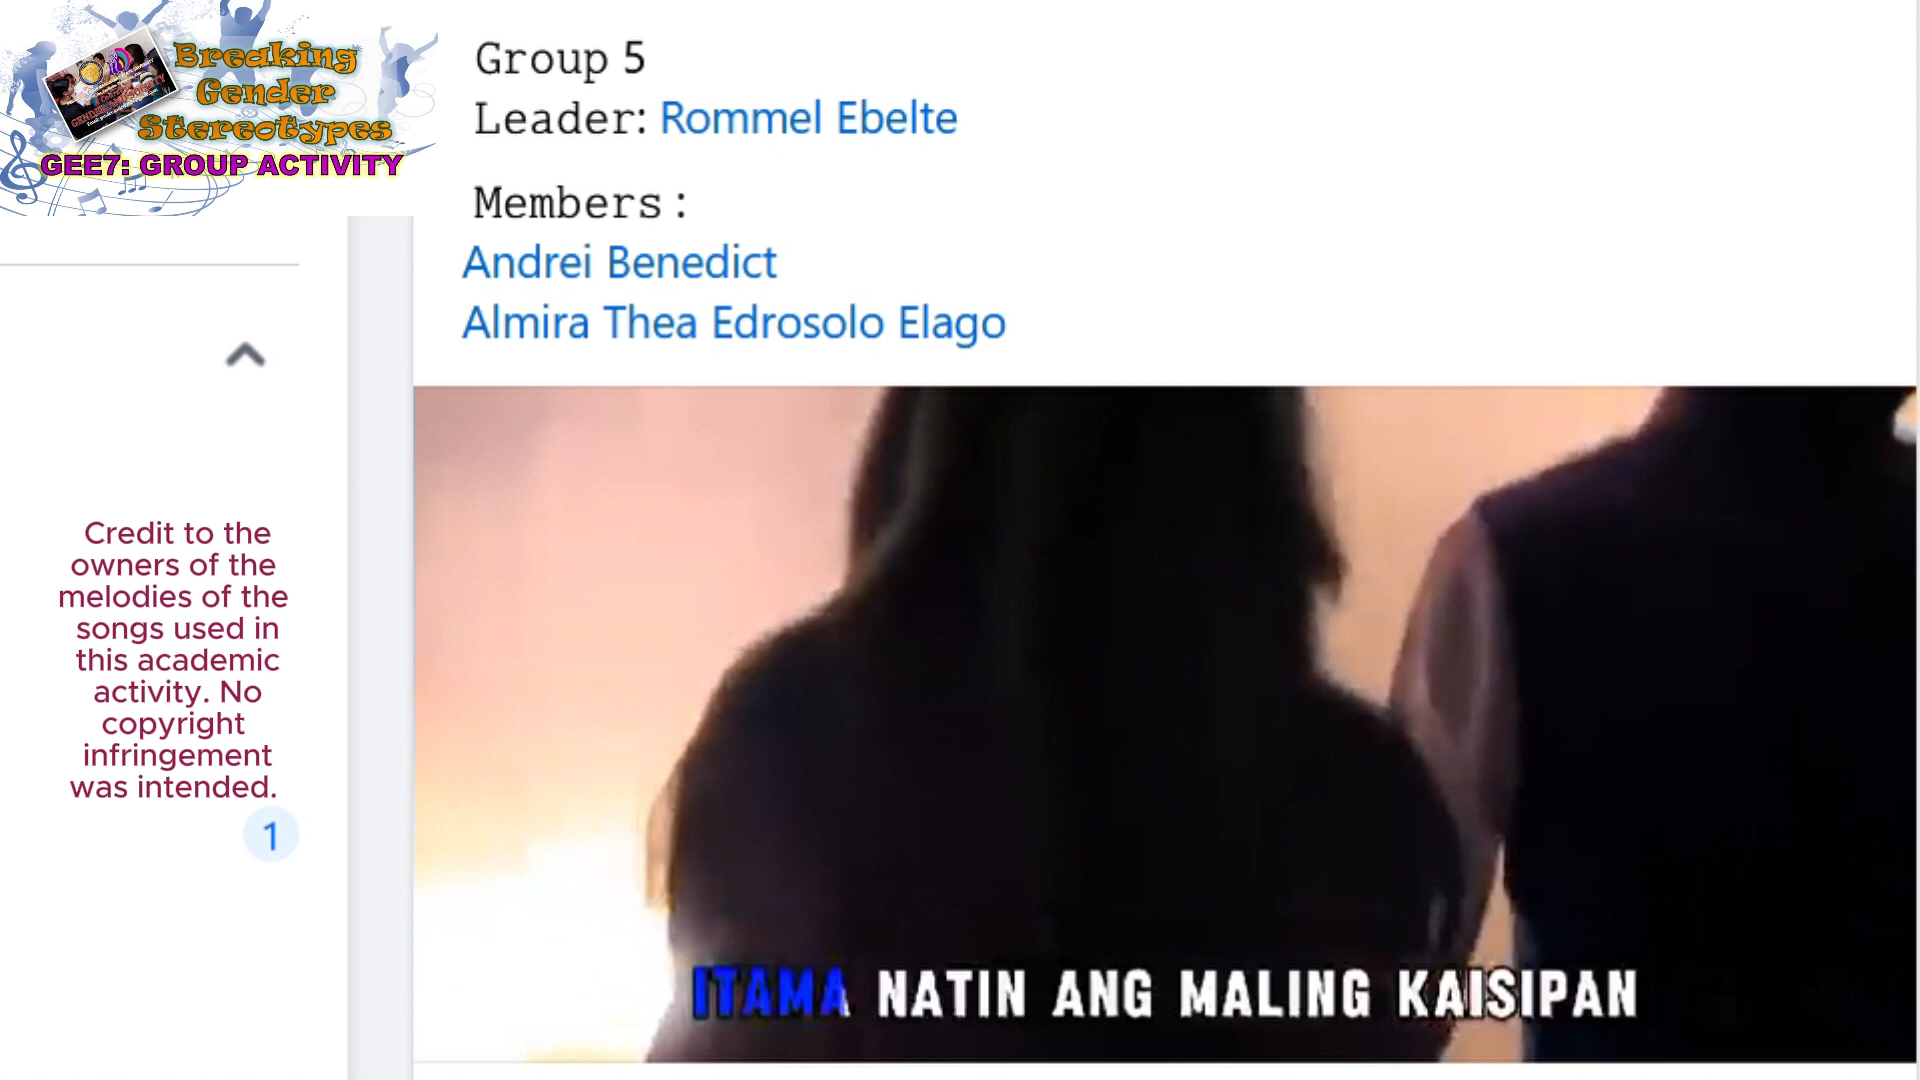 Breaking
Gender
Stereotypes
GEE7: GROUP ACTIVITY
Group 5
Leader: Rommel Ebelte
Members:
Andrei Benedict
Almira Thea Edrosolo Elago
Credit to the
owners of the
melodies of the
songs used in
this academic
activity. No
copyright
infringement
was intended.
1
ITAMA NATIN ANG MALING KAISIPAN